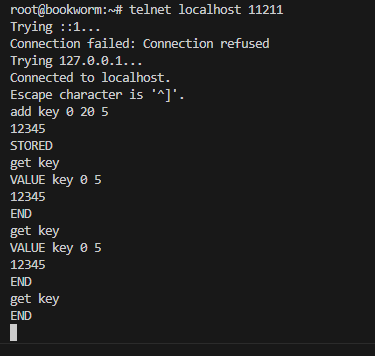 root@bookworm:~# telnet localhost 11211
Trying ::1...
Connection failed: Connection refused
Trying 127.0.0.1...
Connected to localhost.
Escape character is '^]'.
add key 0 20 5
12345
STORED
get key
VALUE key 0 5
12345
END
get key
VALUE key 0 5
12345
END
get key
END